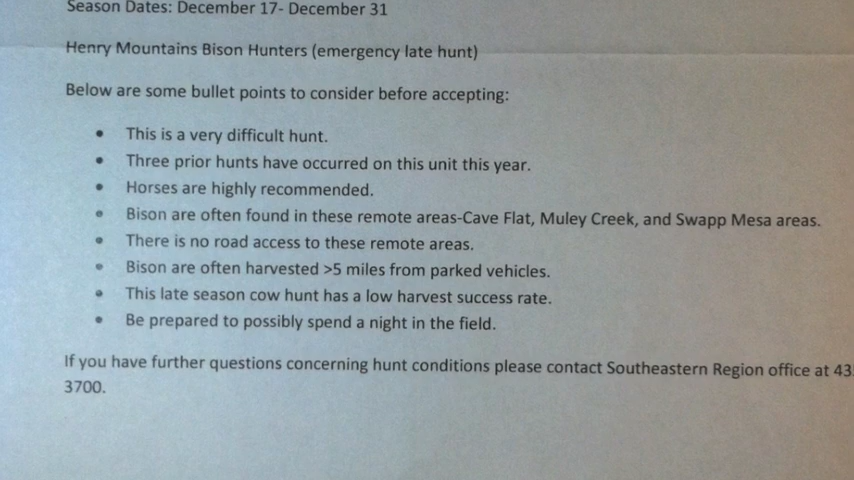 Season Dates: December 17- December 31
Henry Mountains Bison Hunters (emergency late hunt)
Below are some bullet points to consider before accepting:
• This is a very difficult hunt.
• Three prior hunts have occurred on this unit this year.
• Horses are highly recommended.
• Bison are often found in these remote areas-Cave Flat, Muley Creek, and Swapp Mesa areas.
• There is no road access to these remote areas.
• Bison are often harvested >5 miles from parked vehicles.
• This late season cow hunt has a low harvest success rate.
• Be prepared to possibly spend a night in the field.
If you have further questions concerning hunt conditions please contact Southeastern Region office at 43
3700.